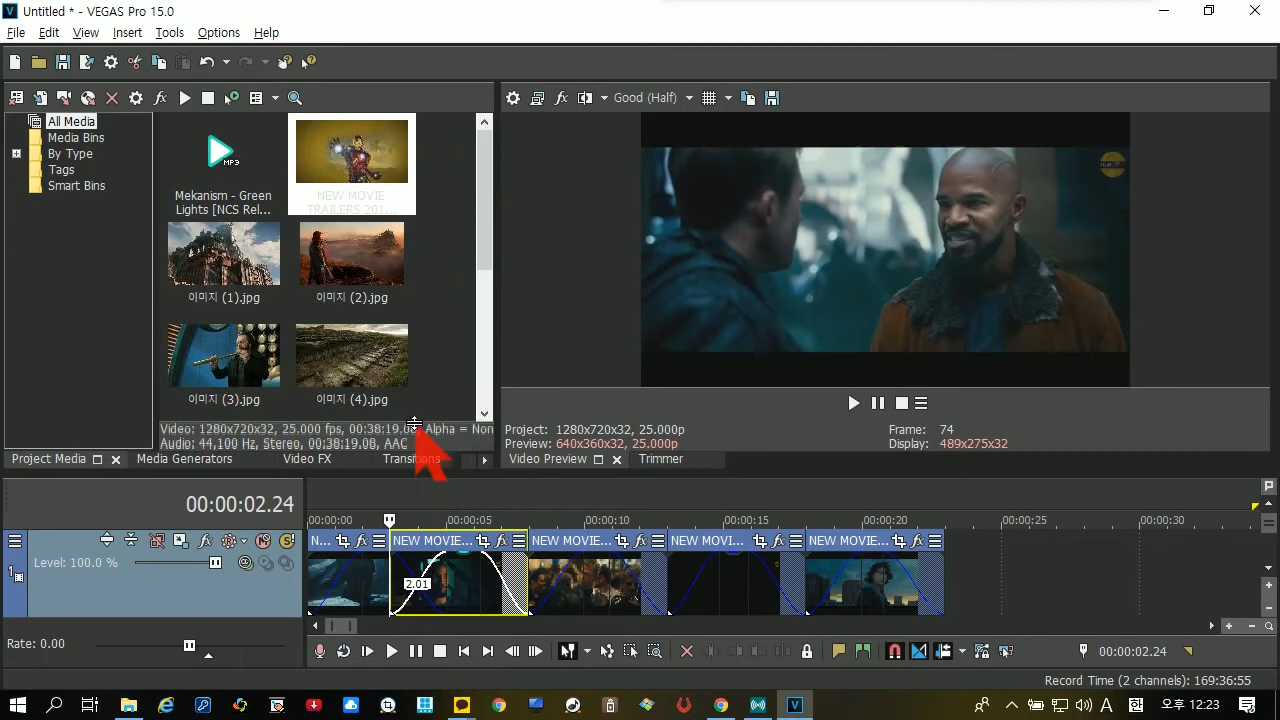 Untitled * - VEGAS Pro 15.0
File Edit View Insert Tools Options Help
Good (Half)
All Media
Media Bins
By Type
Tags
Smart Bins
MP3
Mekanism - Green
Lights [NCS Rel...
NEW MOVIE
TRAILERS 201...
이미지 (1).jpg
이미지 (2).jpg
이미지 (3).jpg
이미지 (4).jpg
Video: 1280x720x32, 25.000 fps, 00:38:19.08, Alpha = Non
Audio: 44,100 Hz, Stereo, 00:38:19.08, AAC
Project Media
Media Generators
Video FX
Transitions
Project: 1280x720x32, 25.000p
Preview: 640x360x32, 25.000p
Frame: 74
Display: 489x275x32
Video Preview
Trimmer
00:00:02.24
00:00:00 00:00:05 00:00:10 00:00:15 00:00:20 00:00:25 00:00:30
N... NEW MOVIE... NEW MOVIE... NEW MOVI... NEW MOVIE...
1
Level: 100.0 %
2.01
Rate: 0.00
00:00:02.24
Record Time (2 channels): 169:36:55
A
오후 12:23